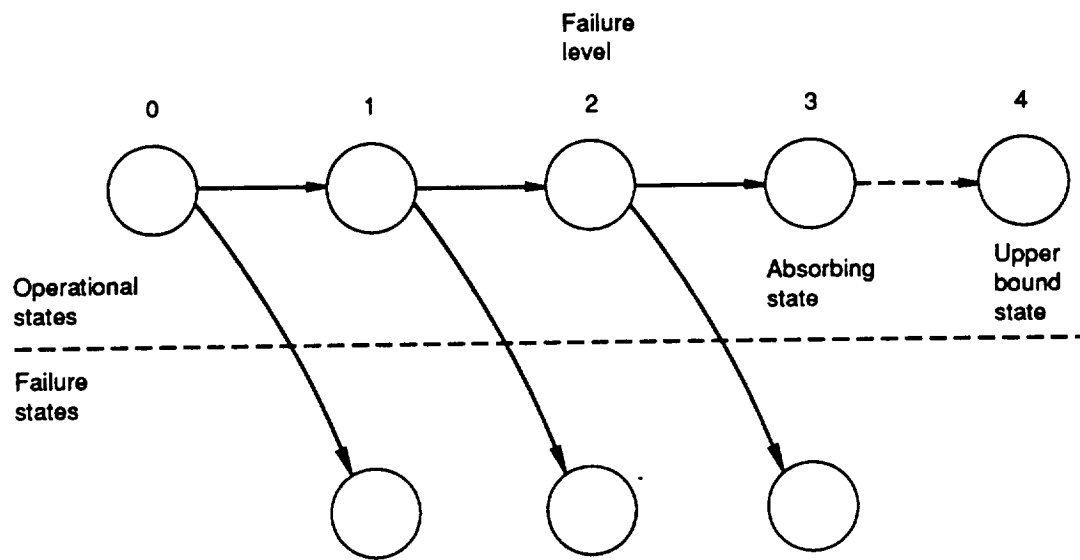 Failure
level
0 1 2 3 4
Absorbing
state
Upper
bound
state
Operational
states
Failure
states